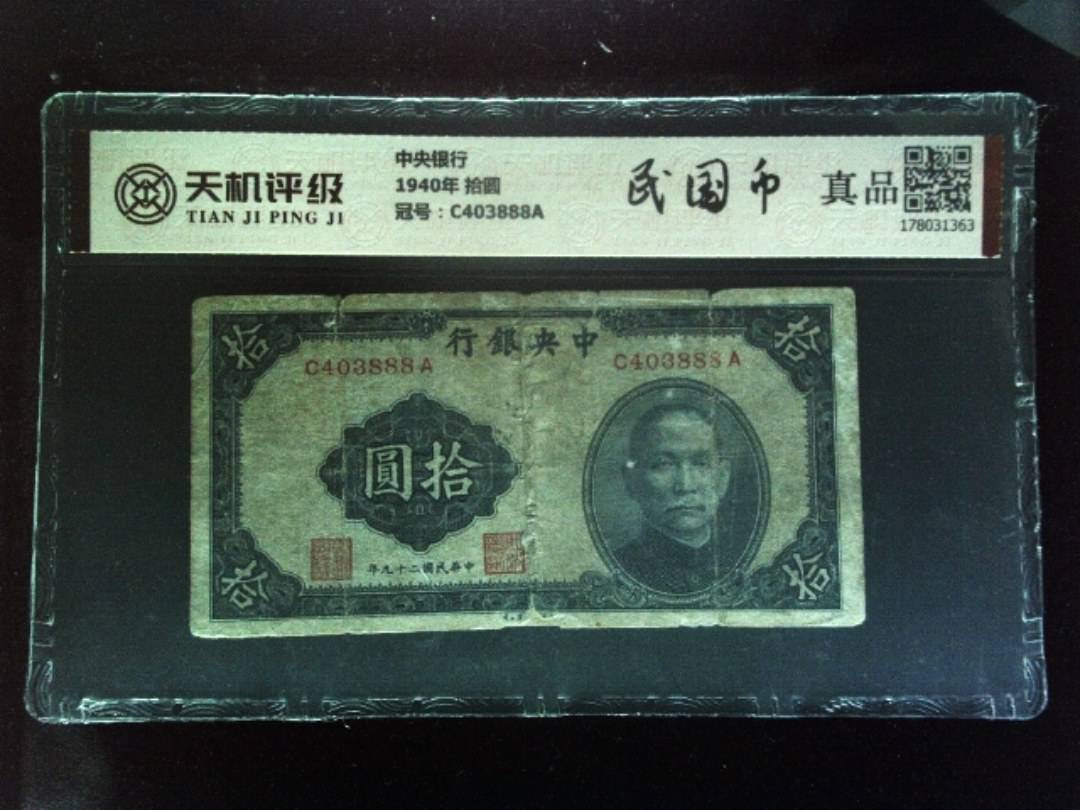 天机评级
TIAN JI PING JI
中央银行
1940年 拾圆
冠号：C403888A
民国币
真品
178031363
拾
行銀央中
拾
C403888A
C403888A
圓拾
年九十二國民華中
拾
拾